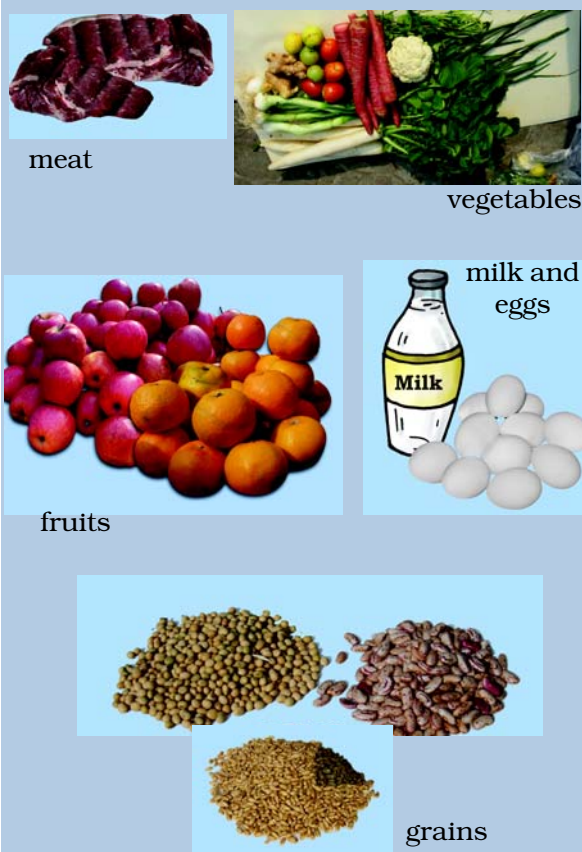 meat
vegetables
milk and
eggs
Milk
fruits
grains